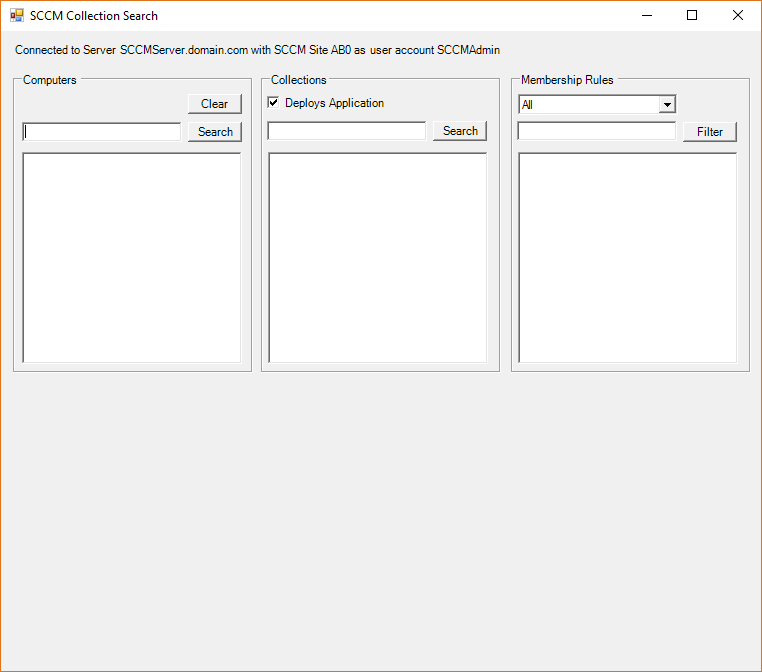 SCCM Collection Search
Connected to Server SCCMServer.domain.com with SCCM Site AB0 as user account SCCMAdmin
Computers
Clear
Search
Collections
Deploys Application
Search
Membership Rules
All
Filter